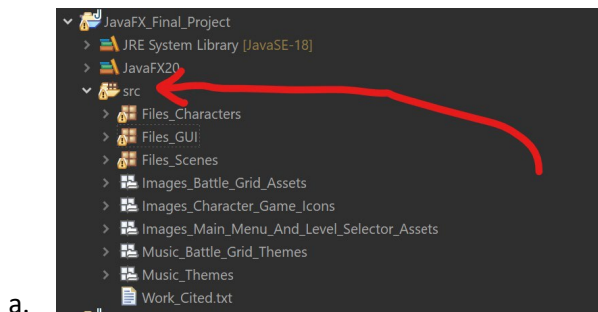 JavaFX_Final_Project
JRE System Library [JavaSE-18]
JavaFX20
src
Files_Characters
Files_GUI
Files_Scenes
Images_Battle_Grid_Assets
Images_Character_Game_Icons
Images_Main_Menu_And_Level_Selector_Assets
Music_Battle_Grid_Themes
Music_Themes
Work_Cited.txt
a.